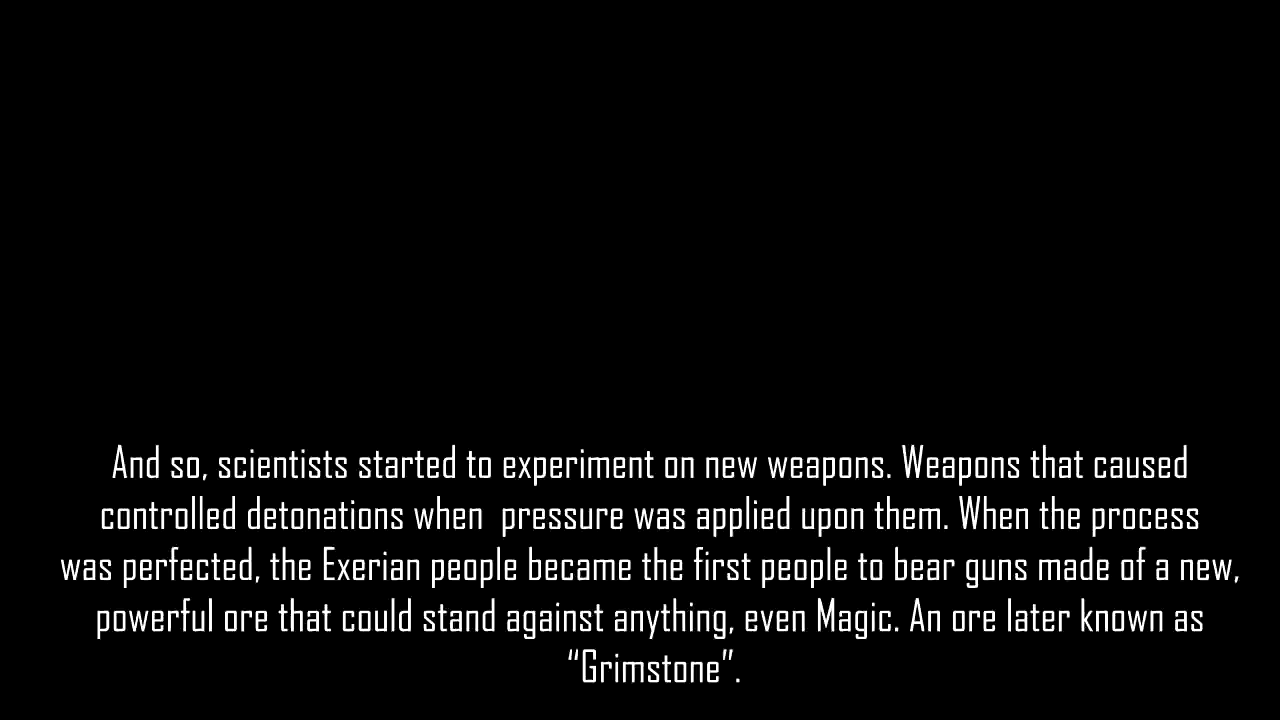 And so, scientists started to experiment on new weapons. Weapons that caused
controlled detonations when  pressure was applied upon them. When the process
was perfected, the Exerian people became the first people to bear guns made of a new,
powerful ore that could stand against anything, even Magic. An ore later known as
“Grimstone”.